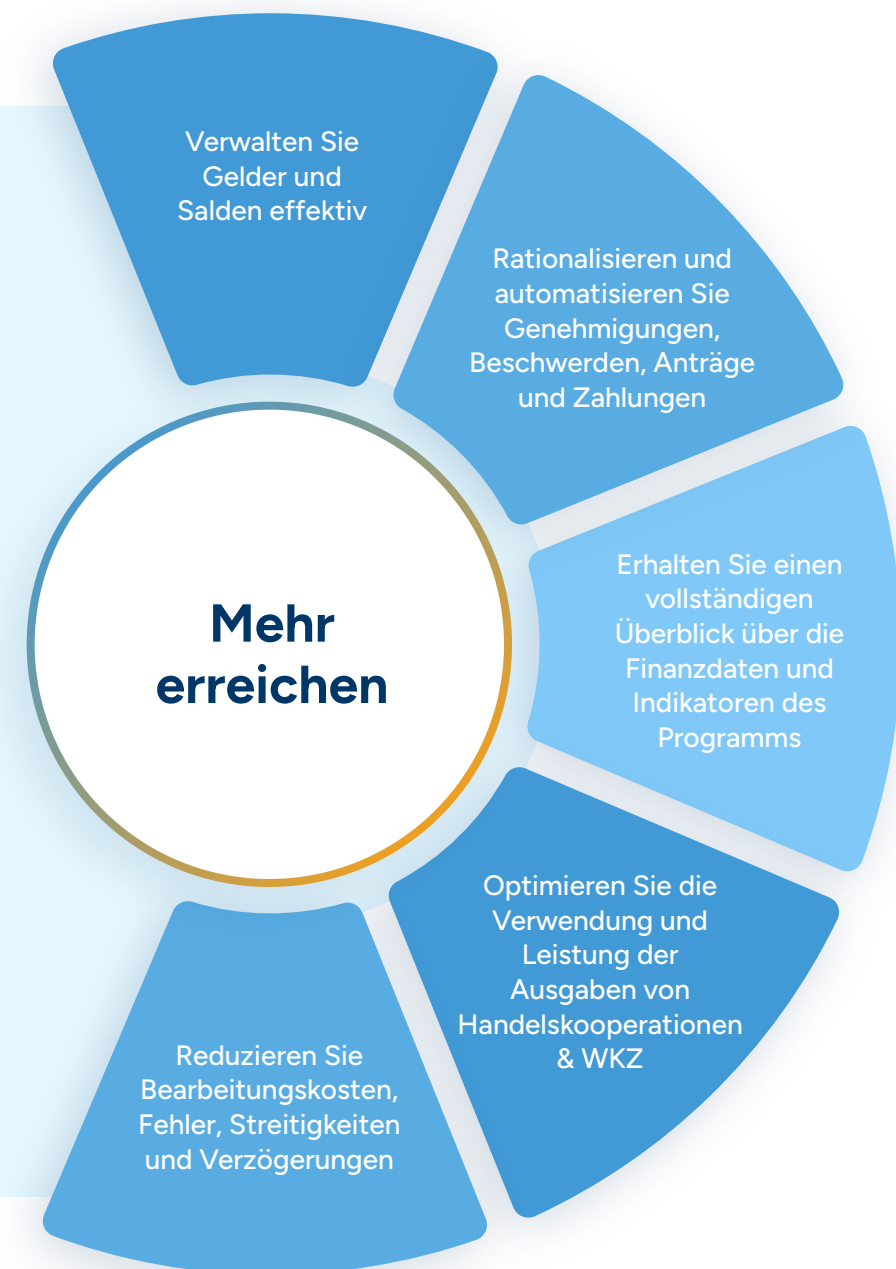 Verwalten Sie
Gelder und
Salden effektiv
Rationalisieren und
automatisieren Sie
Genehmigungen,
Beschwerden, Anträge
und Zahlungen
Erhalten Sie einen
vollständigen
Überblick über die
Finanzdaten und
Indikatoren des
Programms
Mehr
erreichen
Optimieren Sie die
Verwendung und
Leistung der
Ausgaben von
Handelskooperationen
& WKZ
Reduzieren Sie
Bearbeitungskosten,
Fehler, Streitigkeiten
und Verzögerungen